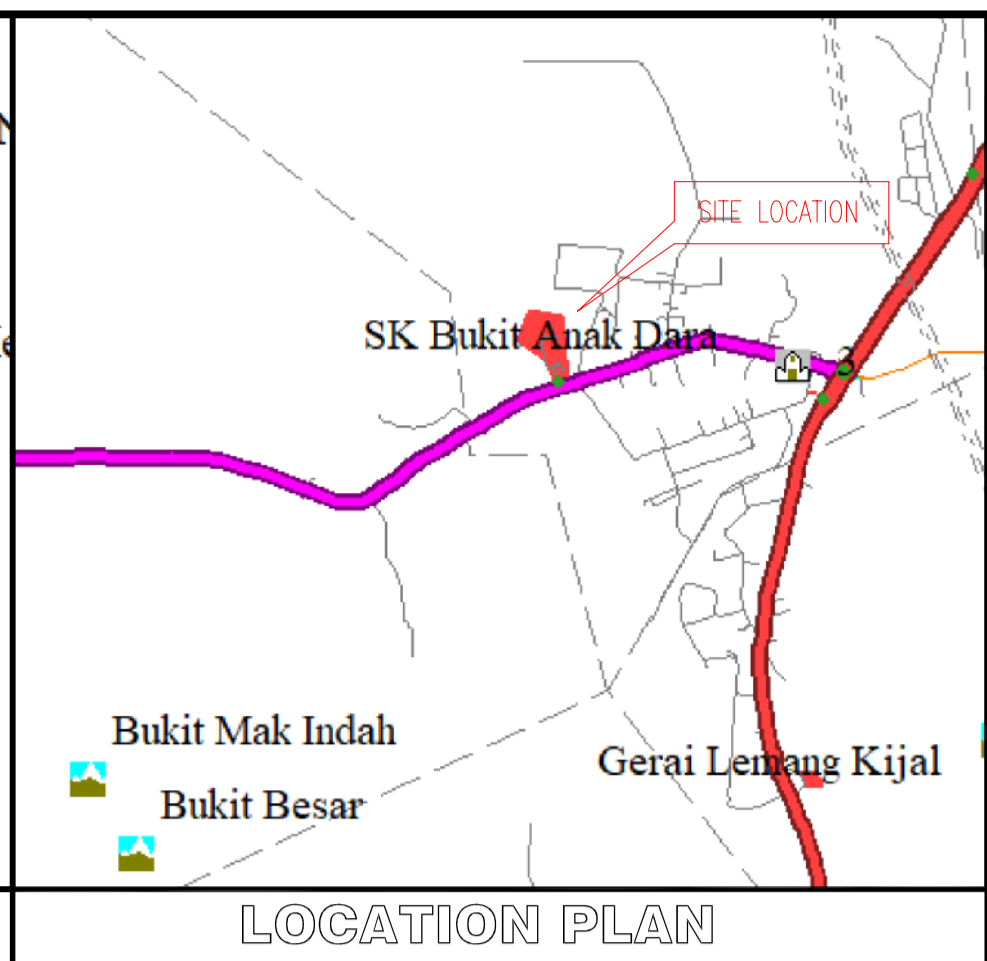 SITE LOCATION
SK Bukit Anak Dara
3
Bukit Mak Indah
Gerai Lemang Kijal
Bukit Besar
LOCATION PLAN